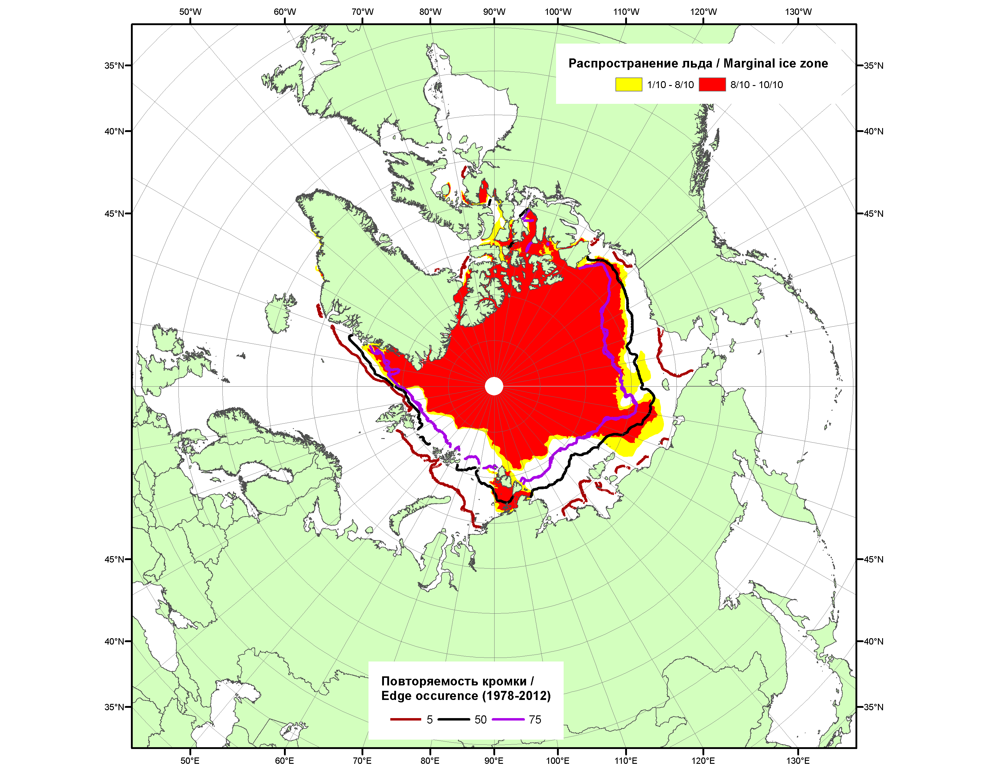 50°W 60°W 70°W 80°W 90°W 100°W 110°W 120°W 130°W
35°N 35°N
Распространение льда / Marginal ice zone
1/10 - 8/10 8/10 - 10/10
40°N 40°N
45°N 45°N
45°N 45°N
40°N 40°N
Повторяемость кромки /
Edge occurence (1978-2012)
35°N 35°N
5 50 75
50°E 60°E 70°E 80°E 90°E 100°E 110°E 120°E 130°E